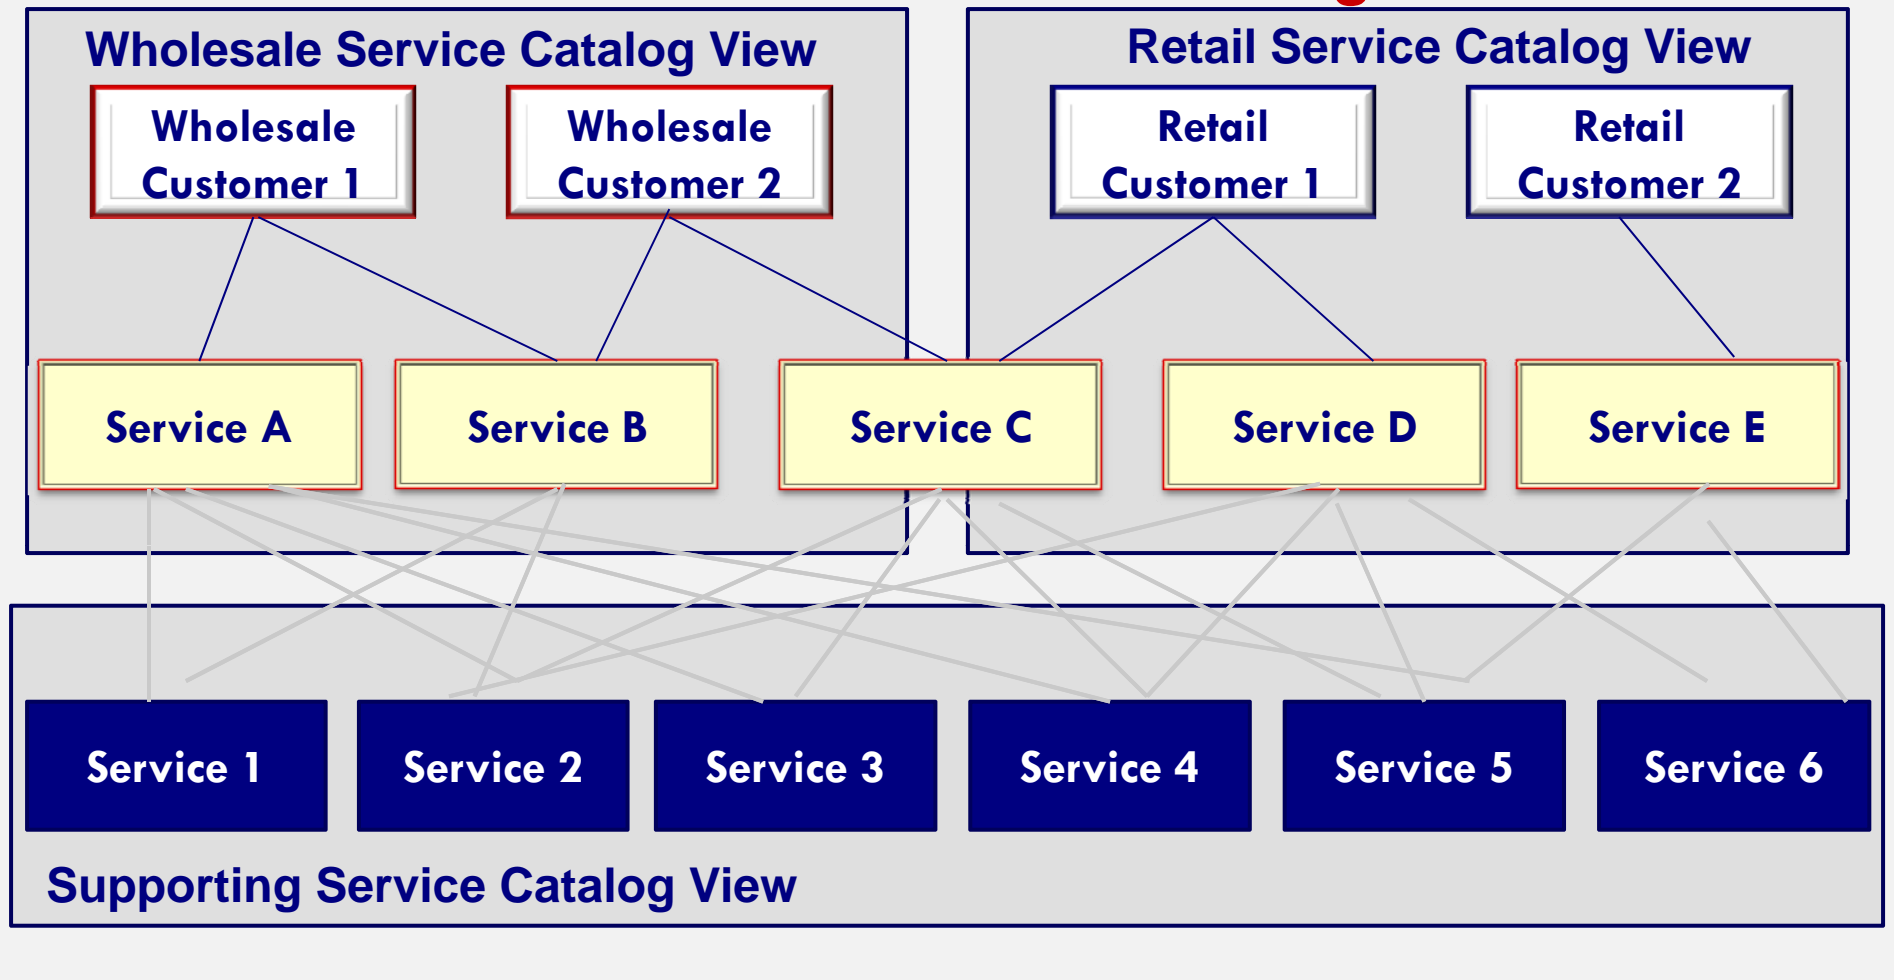 Wholesale Service Catalog View
Retail Service Catalog View
Wholesale
Customer 1
Wholesale
Customer 2
Retail
Customer 1
Retail
Customer 2
Service A
Service B
Service C
Service D
Service E
Service 1
Service 2
Service 3
Service 4
Service 5
Service 6
Supporting Service Catalog View